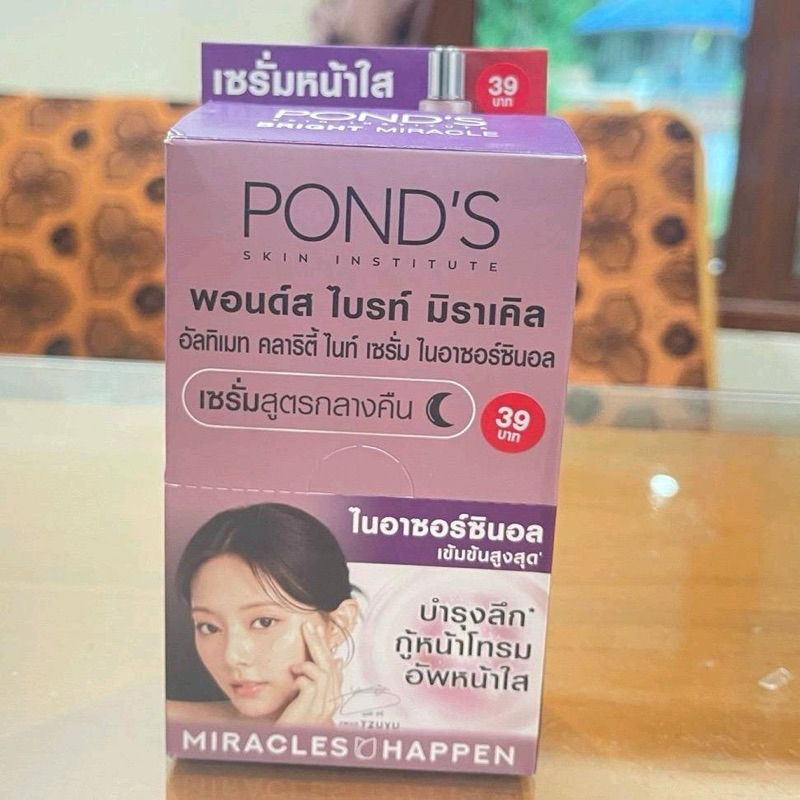 เซรั่มหน้าใส
39
บาท
POND'S
SKIN INSTITUTE
BRIGHT MIRACLE
POND'S
SKIN INSTITUTE
พอนด์ส ไบรท์ มิราเคิล
อัลทิเมท คลาริตี้ ไนท์ เซรั่ม ไนอาซอร์ซินอล
เซรั่มสูตรกลางคืน
39
บาท
ไนอาซอร์ซินอล
เข้มข้นสูงสุด
บำรุงลึก*
กู้หน้าโทรม
อัพหน้าใส
TZUYU
MIRACLES HAPPEN